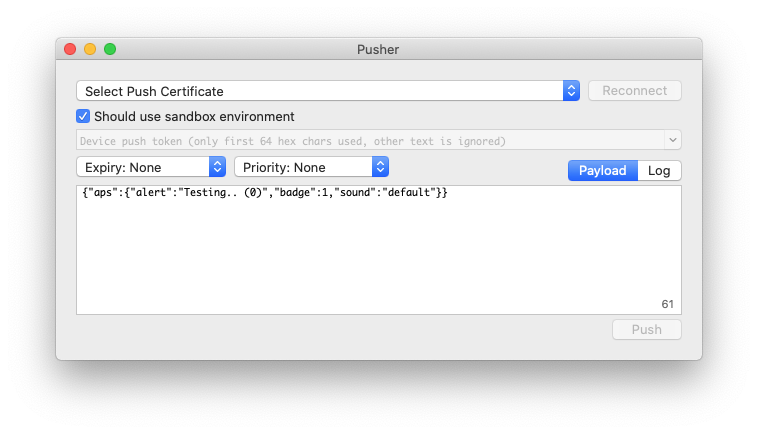 Pusher
Select Push Certificate
Reconnect
Should use sandbox environment
Device push token (only first 64 hex chars used, other text is ignored)
Expiry: None
Priority: None
Payload
Log
{"aps":{"alert":"Testing.. (0)","badge":1,"sound":"default"}}
61
Push